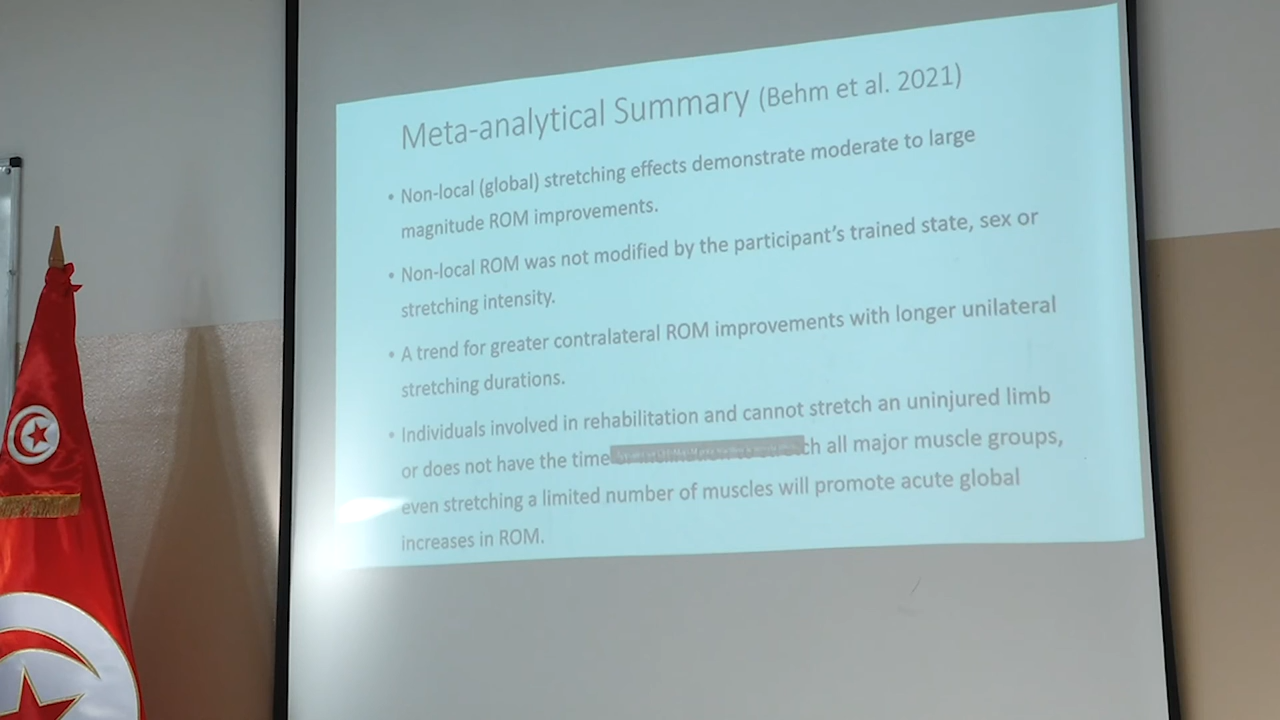 Meta-analytical Summary (Behm et al. 2021)
• Non-local (global) stretching effects demonstrate moderate to large
magnitude ROM improvements.
• Non-local ROM was not modified by the participant's trained state, sex or
stretching intensity.
• A trend for greater contralateral ROM improvements with longer unilateral
stretching durations.
• Individuals involved in rehabilitation and cannot stretch an uninjured limb
or does not have the time ch all major muscle groups,
even stretching a limited number of muscles will promote acute global
increases in ROM.